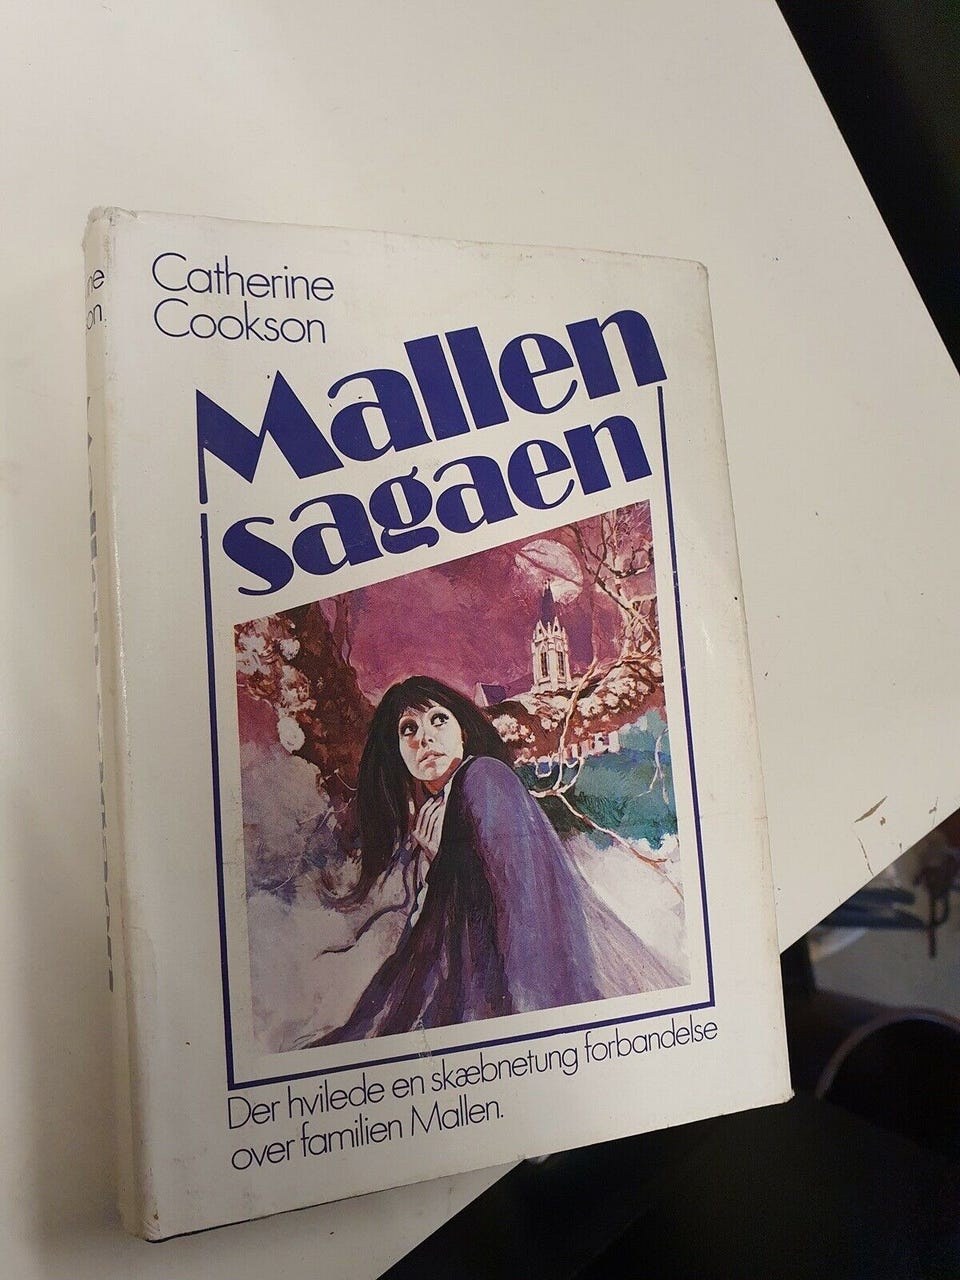 Catherine
Cookson
Mallen
sagaen
Der hvilede en skæbnetung forbandelse
over familien Mallen.